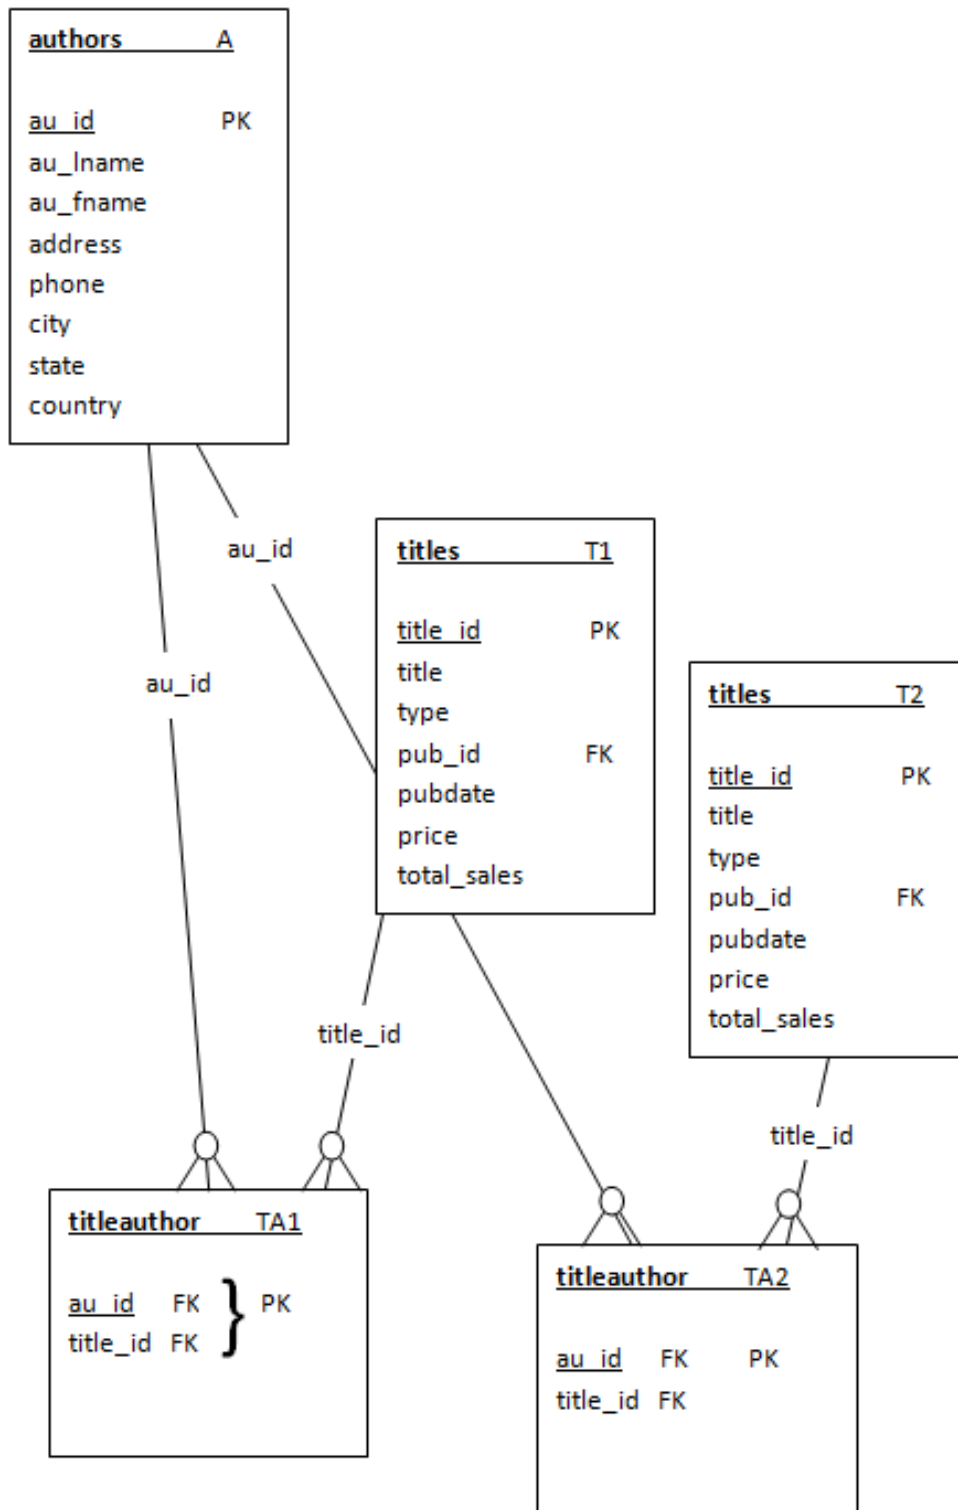 authors A
au_id PK
au_lname
au_fname
address
phone
city
state
country
au_id
au_id
titles T1
title_id PK
title
type
pub_id FK
pubdate
price
total_sales
titles T2
title_id PK
title
type
pub_id FK
pubdate
price
total_sales
title_id
title_id
titleauthor TA1
au_id FK } PK
title_id FK
titleauthor TA2
au_id FK PK
title_id FK